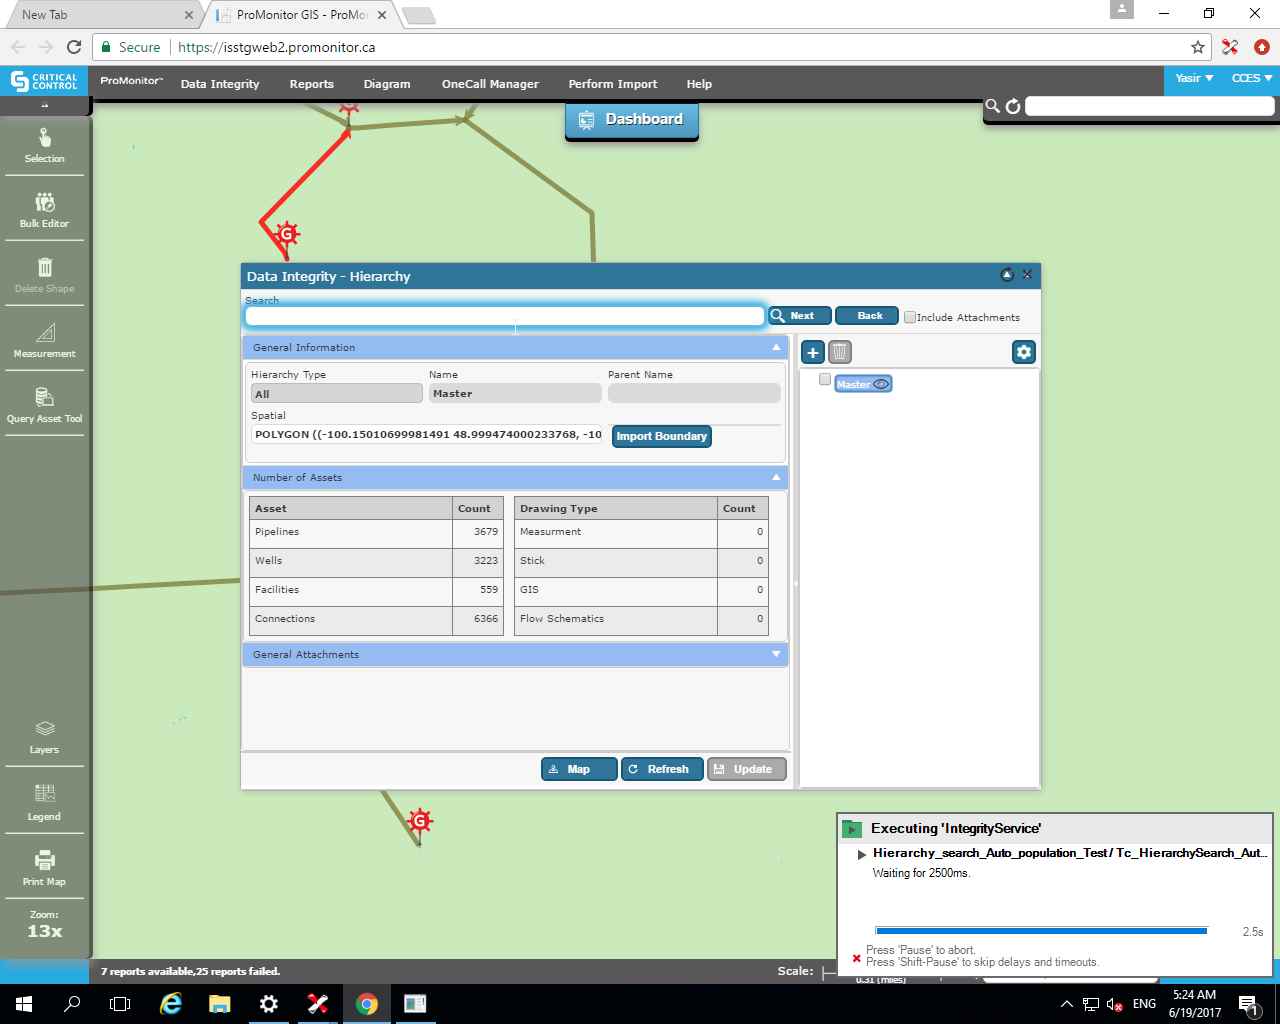 New Tab
ProMonitor GIS - ProMo
Secure
https://isstgweb2.promonitor.ca
CRITICAL CONTROL
ProMonitor™
Data Integrity
Reports
Diagram
OneCall Manager
Perform Import
Help
Yasir
CCES
Dashboard
Selection
Bulk Editor
Delete Shape
Measurement
Query Asset Tool
Layers
Legend
Print Map
Zoom:
13x
G
Data Integrity - Hierarchy
Search
Next
Back
Include Attachments
General Information
Hierarchy Type
Name
Parent Name
All
Master
Spatial
POLYGON ((-100.15010699981491 48.999474000233768, -10
Import Boundary
Master
Number of Assets
Asset Count
Drawing Type Count
Pipelines 3679
Measurment 0
Wells 3223
Stick 0
Facilities 559
GIS 0
Connections 6366
Flow Schematics 0
General Attachments
Map
Refresh
Update
G
Executing 'IntegrityService'
Hierarchy_search_Auto_population_Test / Tc_HierarchySearch_Aut...
Waiting for 2500ms.
2.5s
Press 'Pause' to abort.
Press 'Shift-Pause' to skip delays and timeouts.
7 reports available,25 reports failed.
Scale:
0.31 (miles)
ENG
5:24 AM
6/19/2017
1